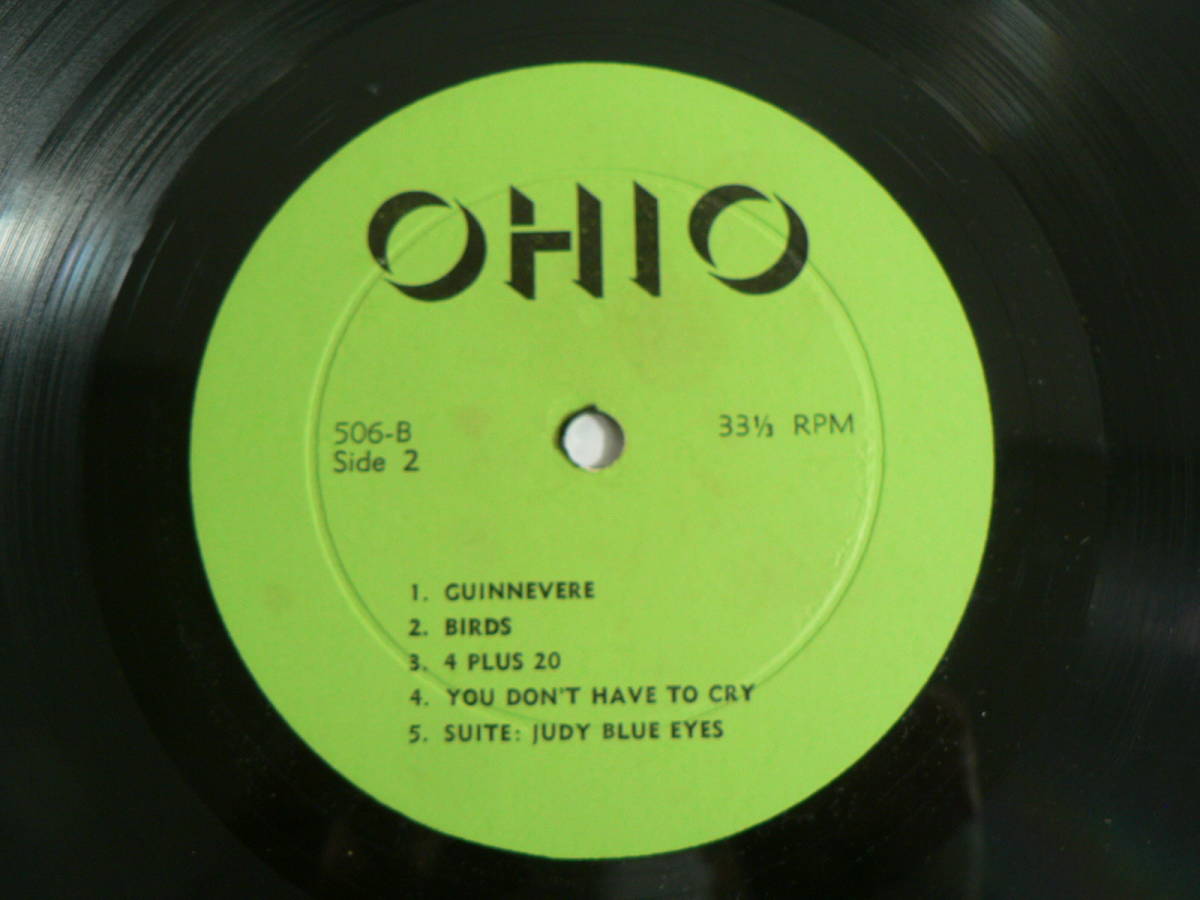 OHIO
506-B
Side 2
33⅓ RPM
1. GUINNEVERE
2. BIRDS
3. 4 PLUS 20
4. YOU DON'T HAVE TO CRY
5. SUITE: JUDY BLUE EYES